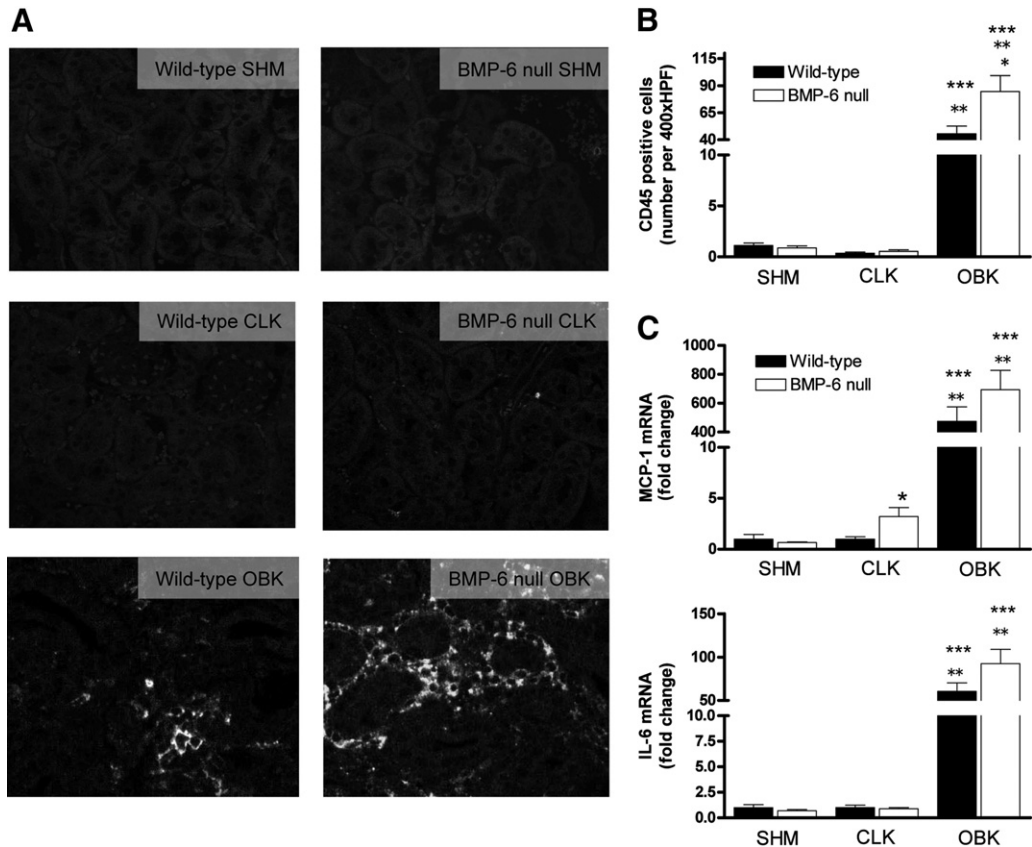 A
Wild-type SHM
BMP-6 null SHM
Wild-type CLK
BMP-6 null CLK
Wild-type OBK
BMP-6 null OBK
B
CD45 positive cells
(number per 400xHPF)
115
90
65
40
10
5
0
Wild-type
BMP-6 null
***
**
***
**
*
SHM
CLK
OBK
C
MCP-1 mRNA
(fold change)
1000
800
600
400
10
5
0
Wild-type
BMP-6 null
*
***
**
***
**
SHM
CLK
OBK
IL-6 mRNA
(fold change)
150
100
50
10.0
7.5
5.0
2.5
0.0
***
**
***
**
SHM
CLK
OBK